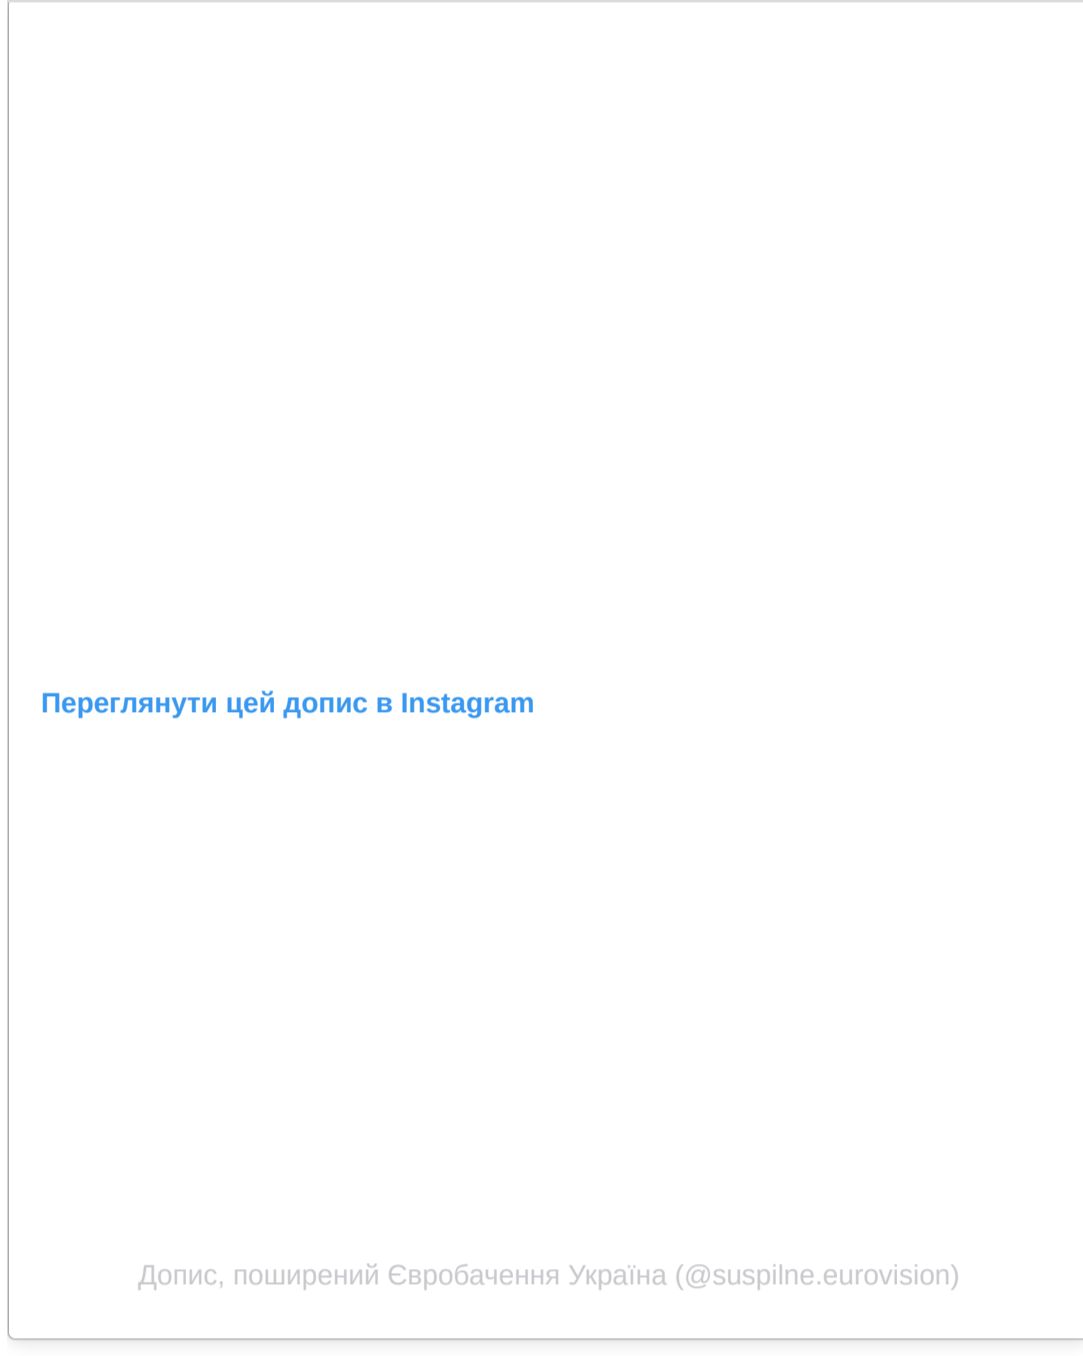 Переглянути цей допис в Instagram
Допис, поширений Євробачення Україна (@suspilne.eurovision)